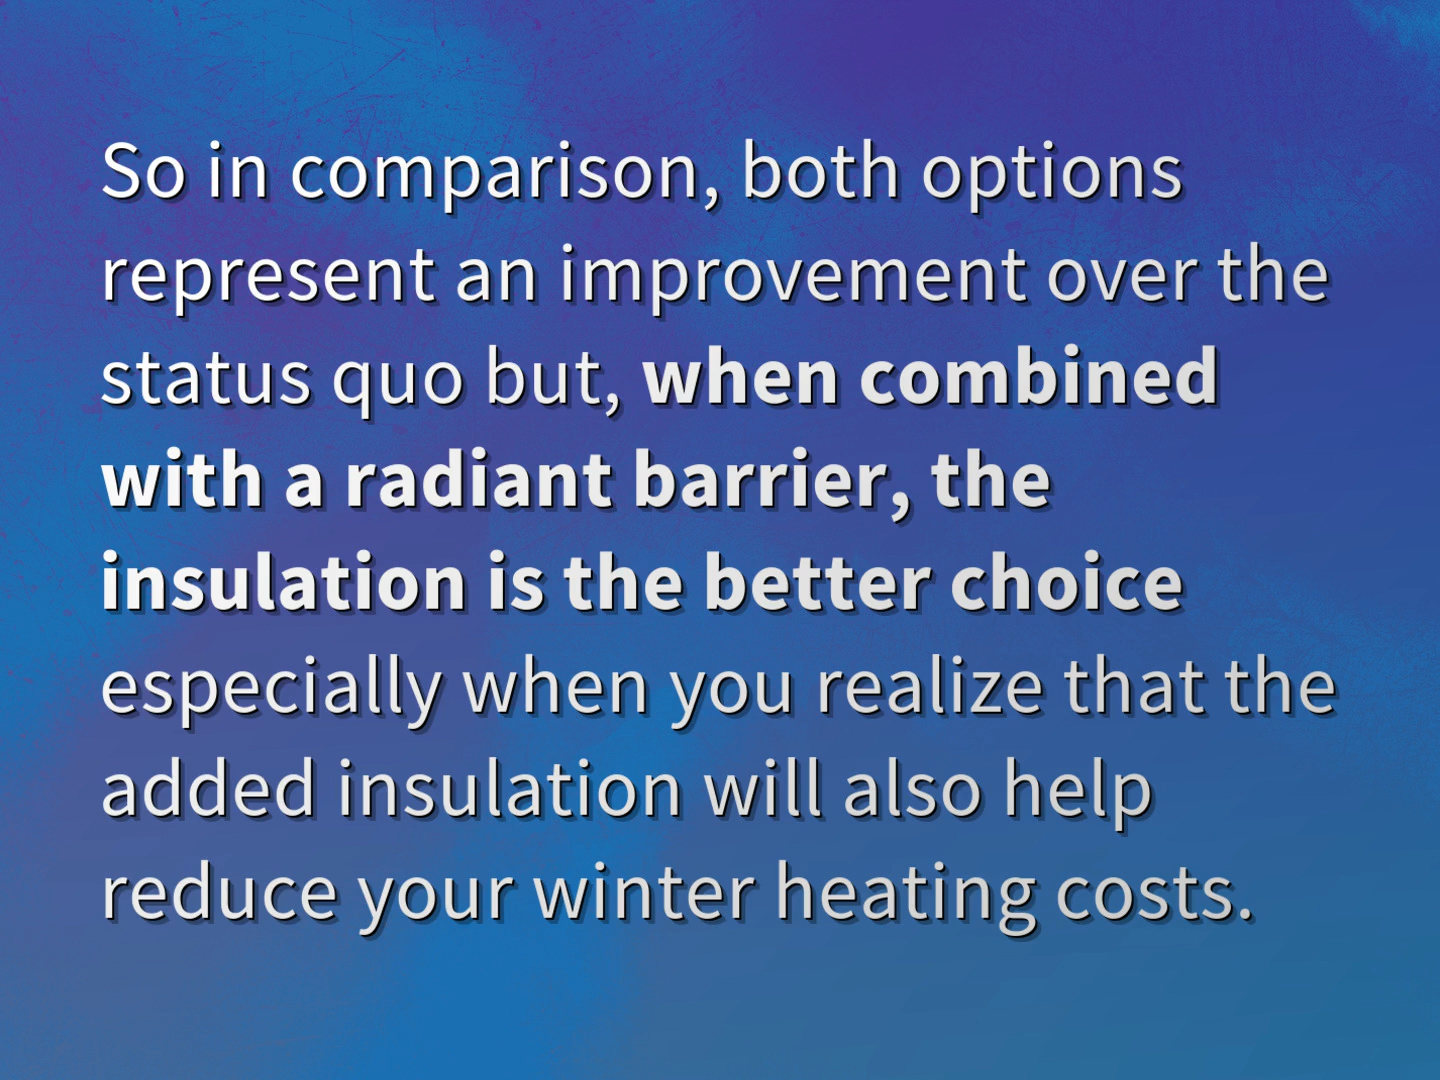 So in comparison, both options
represent an improvement over the
status quo but, when combined
with a radiant barrier, the
insulation is the better choice
especially when you realize that the
added insulation will also help
reduce your winter heating costs.